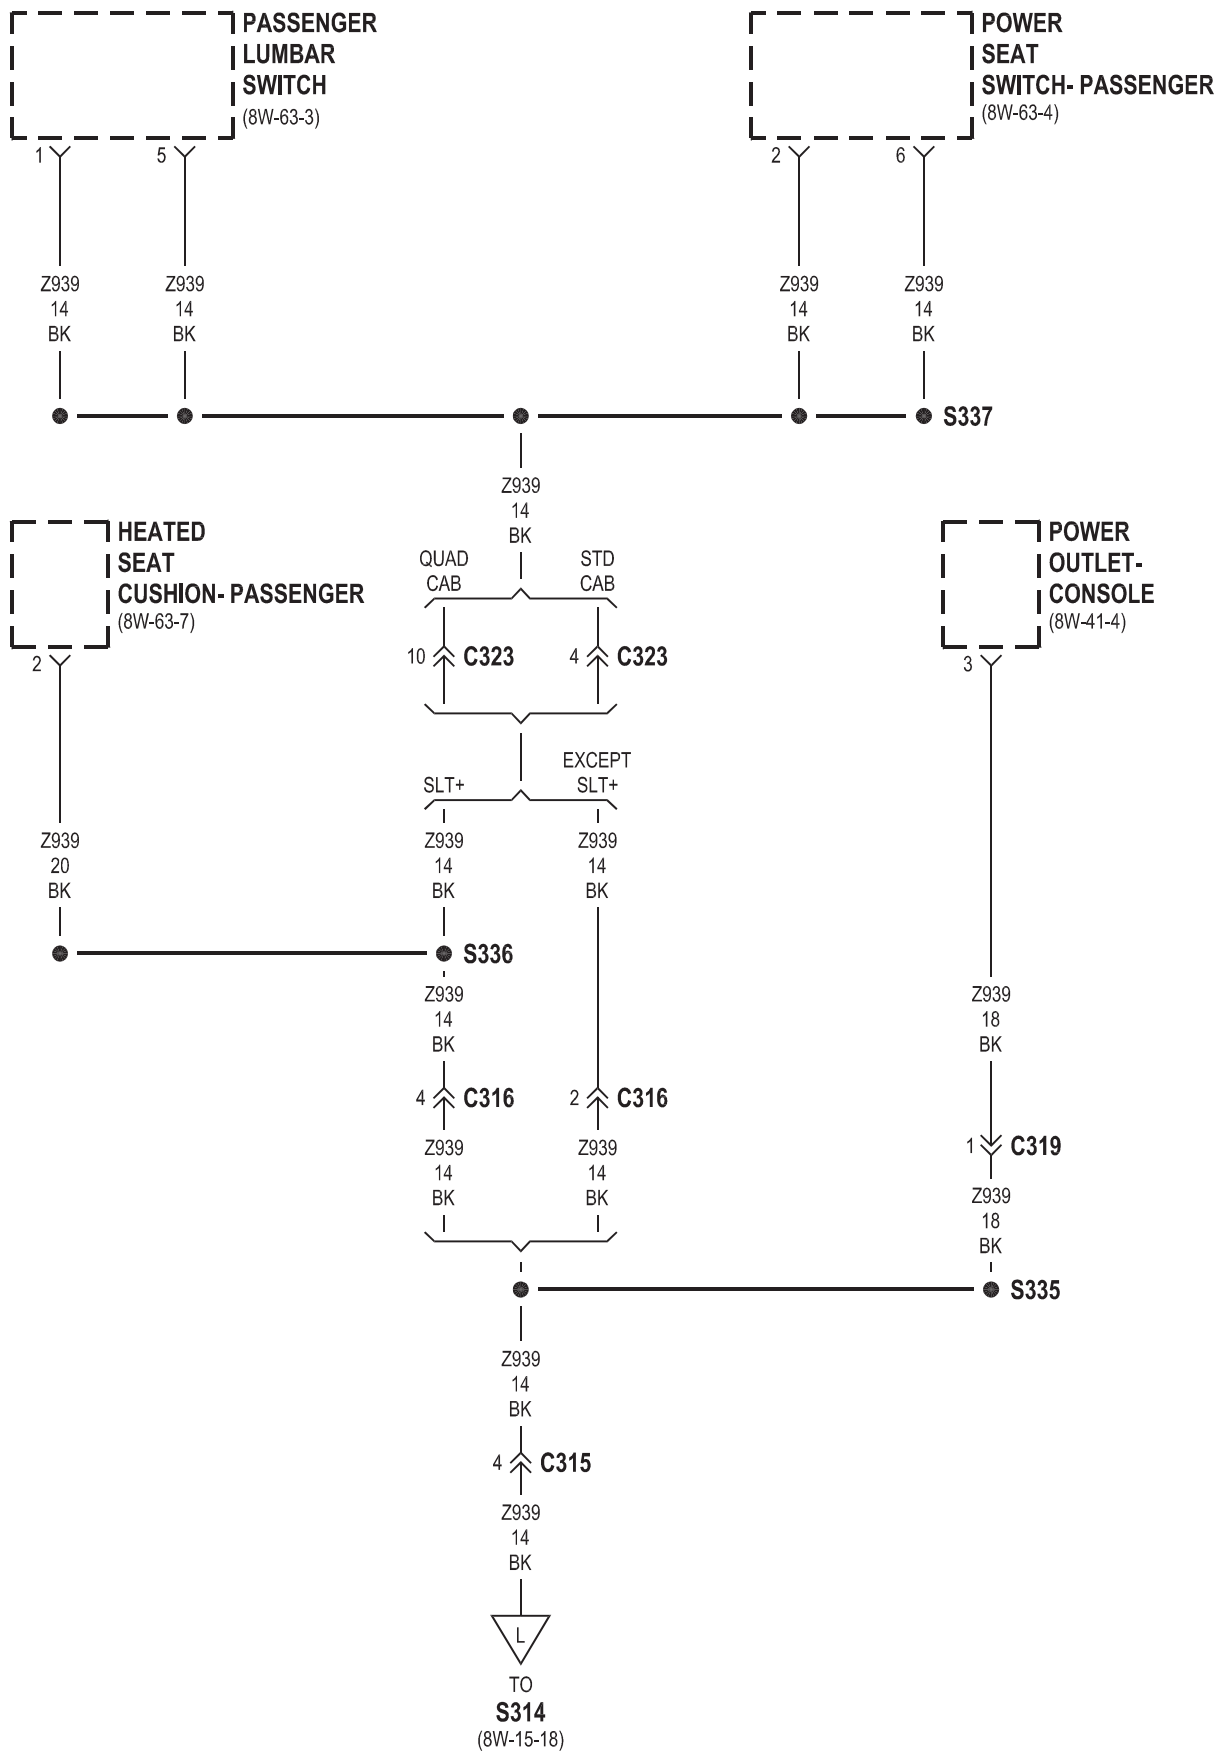 PASSENGER
LUMBAR
SWITCH
(8W-63-3)
POWER
SEAT
SWITCH- PASSENGER
(8W-63-4)
1
5
2
6
Z939
14
BK
Z939
14
BK
Z939
14
BK
Z939
14
BK
S337
Z939
14
BK
HEATED
SEAT
CUSHION- PASSENGER
(8W-63-7)
2
QUAD
CAB
STD
CAB
POWER
OUTLET-
CONSOLE
(8W-41-4)
3
10
C323
4
C323
SLT+
EXCEPT
SLT+
Z939
20
BK
Z939
14
BK
Z939
14
BK
S336
Z939
14
BK
Z939
18
BK
4
C316
2
C316
1
C319
Z939
14
BK
Z939
14
BK
Z939
18
BK
S335
Z939
14
BK
4
C315
Z939
14
BK
L
TO
S314
(8W-15-18)